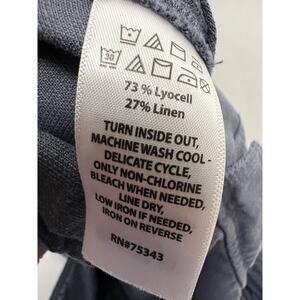 30
73 % Lyocell
27% Linen
TURN INSIDE OUT,
MACHINE WASH COOL -
DELICATE CYCLE,
ONLY NON-CHLORINE
BLEACH WHEN NEEDED,
LINE DRY,
LOW IRON IF NEEDED,
IRON ON REVERSE
RN#75343